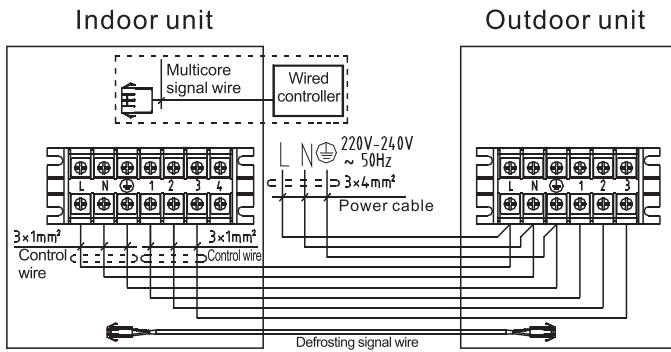 Indoor unit
Outdoor unit
Multicore
signal wire
Wired
controller
L N 220V-240V
~ 50Hz
3×4mm²
Power cable
L N 1 2 3 4
L N 1 2 3
3×1mm²
Control
wire
3×1mm²
Control wire
Defrosting signal wire